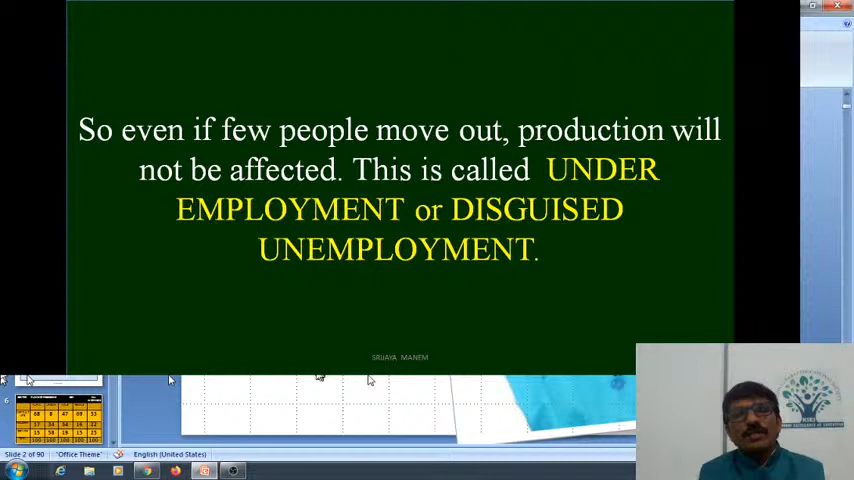 So even if few people move out, production will
not be affected. This is called UNDER
EMPLOYMENT or DISGUISED
UNEMPLOYMENT.
SRIJAYA MANEM
6
Slide 2 of 90
"Office Theme"
English (United States)